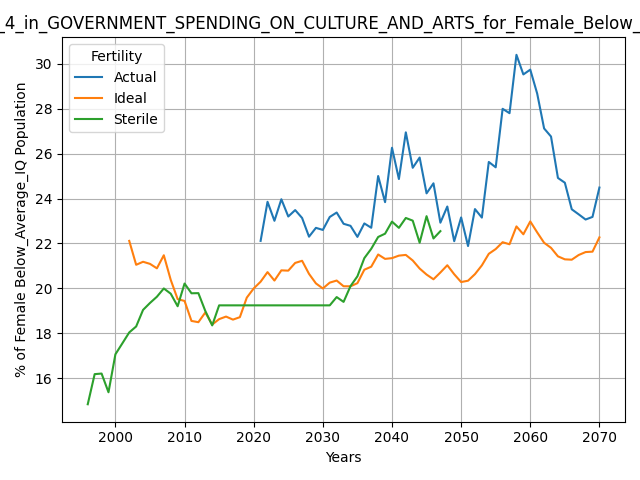 _4_in_GOVERNMENT_SPENDING_ON_CULTURE_AND_ARTS_for_Female_Below_
Fertility
Actual
Ideal
Sterile
% of Female Below_Average_IQ Population
30
28
26
24
22
20
18
16
2000 2010 2020 2030 2040 2050 2060 2070
Years